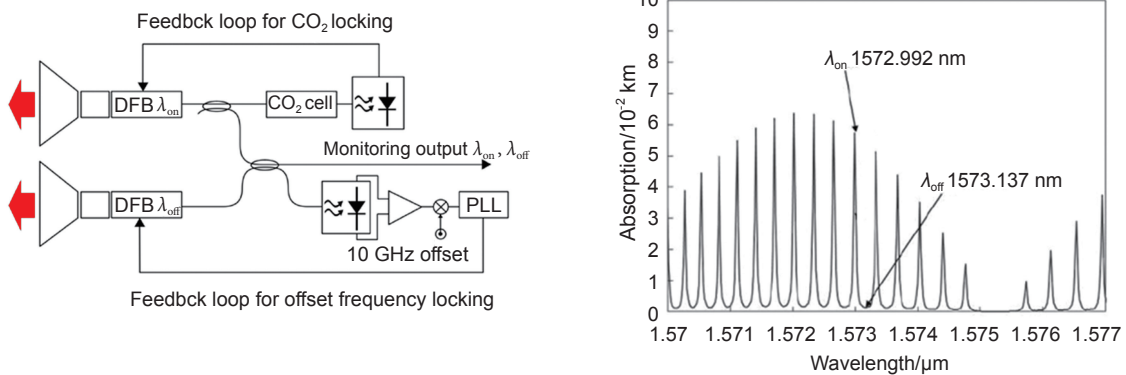 Feedbck loop for CO₂ locking
DFB λon
CO₂ cell
Monitoring output λon , λoff
DFB λoff
PLL
10 GHz offset
Feedbck loop for offset frequency locking
10
9
8
7
6
5
4
3
2
1
0
Absorption/10⁻² km
λon 1572.992 nm
λoff 1573.137 nm
1.57 1.571 1.572 1.573 1.574 1.575 1.576 1.577
Wavelength/μm